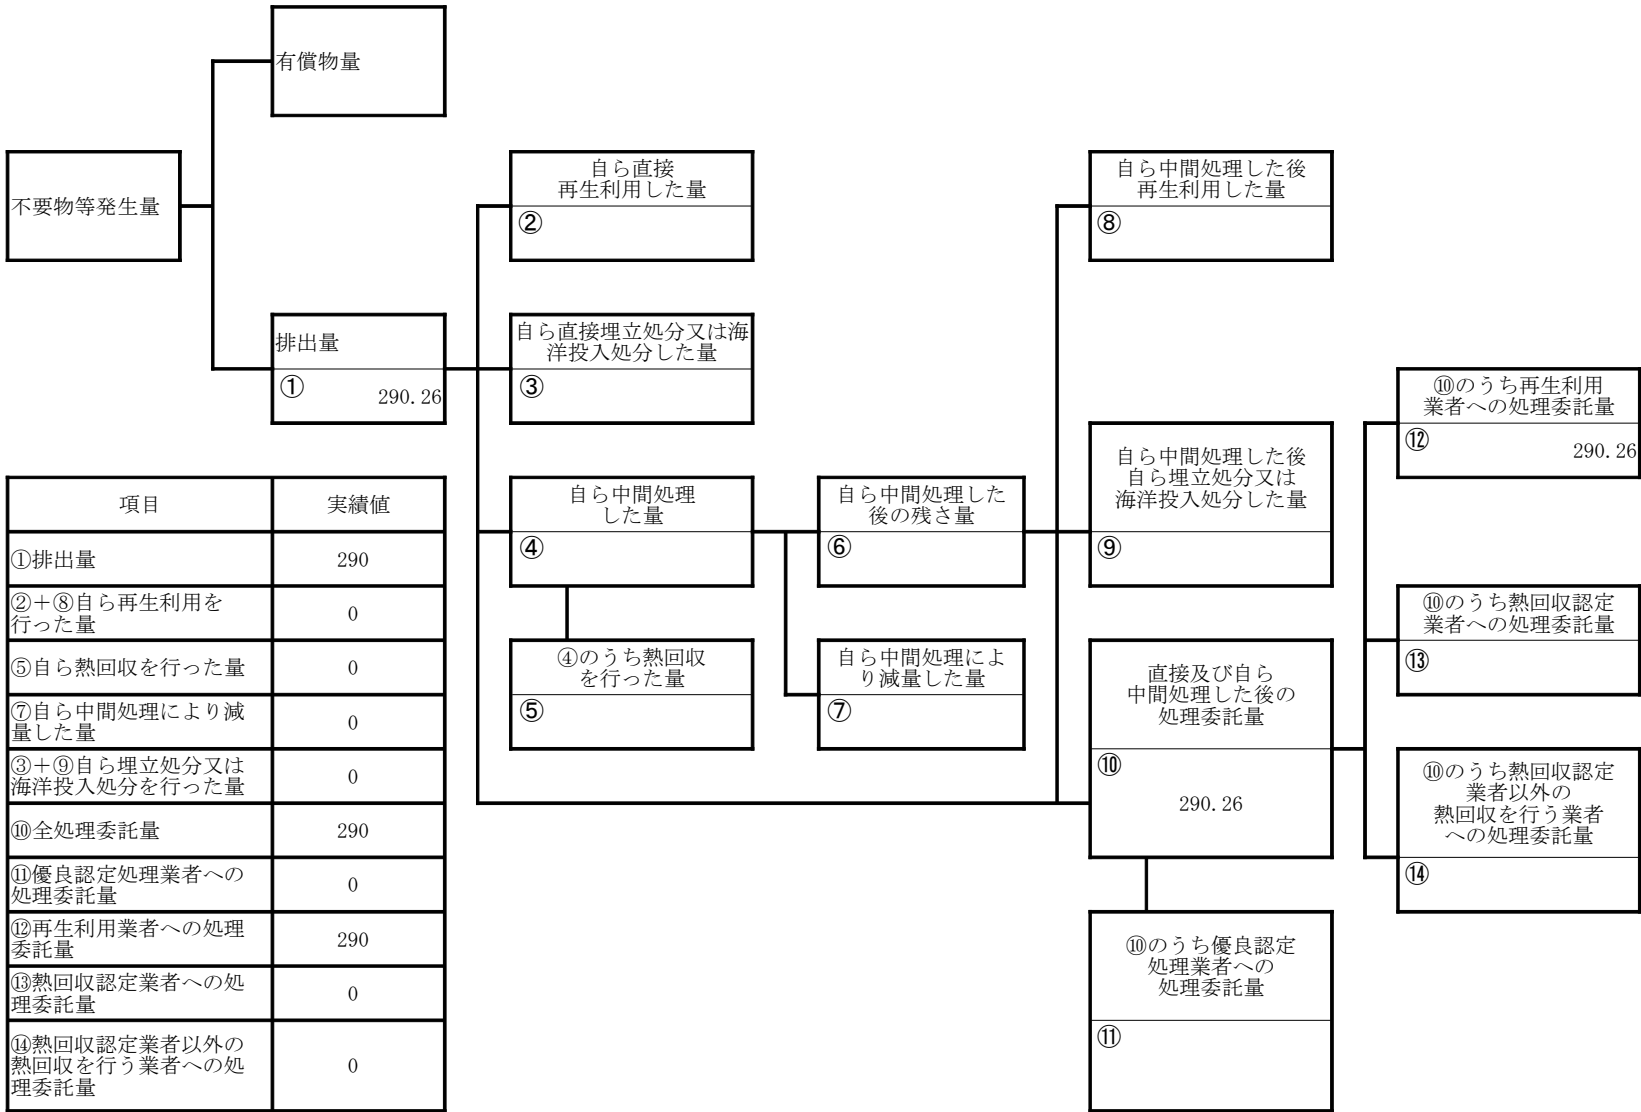 有償物量
不要物等発生量
排出量
①
290.26
自ら直接
再生利用した量
②
自ら直接埋立処分又は海
洋投入処分した量
③
自ら中間処理
した量
④
④のうち熱回収
を行った量
⑤
自ら中間処理した
後の残さ量
⑥
自ら中間処理によ
り減量した量
⑦
自ら中間処理した後
再生利用した量
⑧
自ら中間処理した後
自ら埋立処分又は
海洋投入処分した量
⑨
直接及び自ら
中間処理した後の
処理委託量
⑩
290.26
⑩のうち優良認定
処理業者への
処理委託量
⑪
⑩のうち再生利用
業者への処理委託量
⑫
290.26
⑩のうち熱回収認定
業者への処理委託量
⑬
⑩のうち熱回収認定
業者以外の
熱回収を行う業者
への処理委託量
⑭
項目 実績値
①排出量 290
②+⑧自ら再生利用を
行った量 0
⑤自ら熱回収を行った量 0
⑦自ら中間処理により減
量した量 0
③+⑨自ら埋立処分又は
海洋投入処分を行った量 0
⑩全処理委託量 290
⑪優良認定処理業者への
処理委託量 0
⑫再生利用業者への処理
委託量 290
⑬熱回収認定業者への処
理委託量 0
⑭熱回収認定業者以外の
熱回収を行う業者への処
理委託量 0